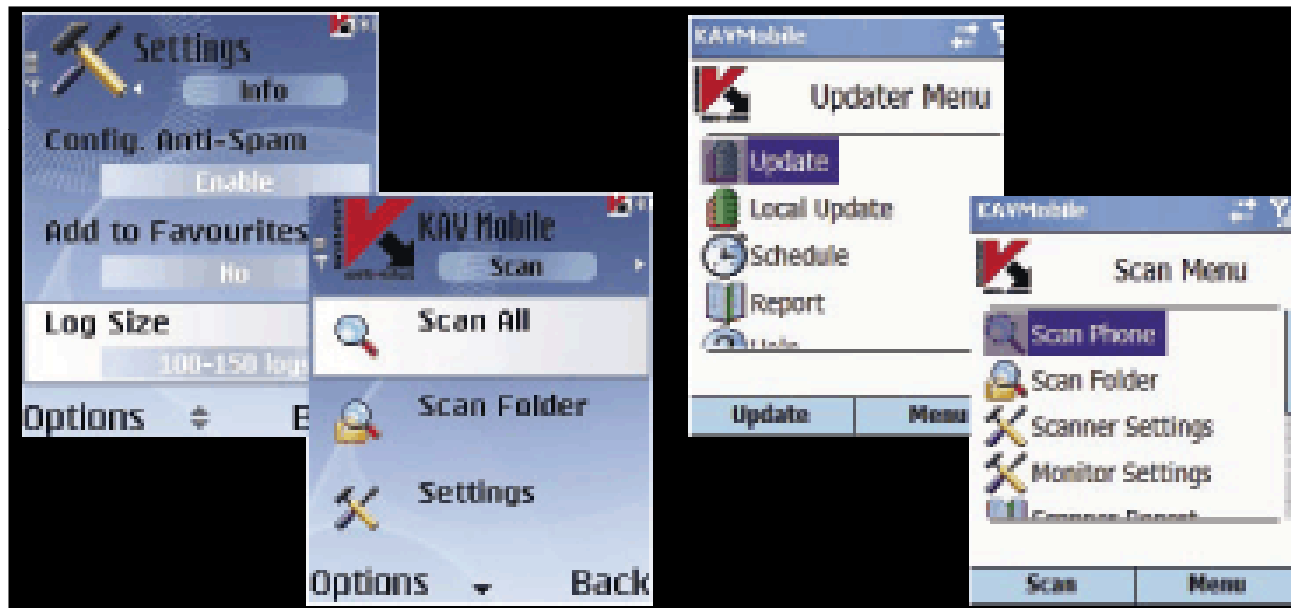 Settings
Info
Config. Anti-Spam
Enable
Add to Favourites
No
Log Size
100-150 logs
Options
KAV Mobile
Scan
Scan All
Scan Folder
Settings
Options Back
KAVMobile
Updater Menu
Update
Local Update
Schedule
Report
Update Menu
KAVMobile
Scan Menu
Scan Phone
Scan Folder
Scanner Settings
Monitor Settings
Scanner Report
Scan Menu